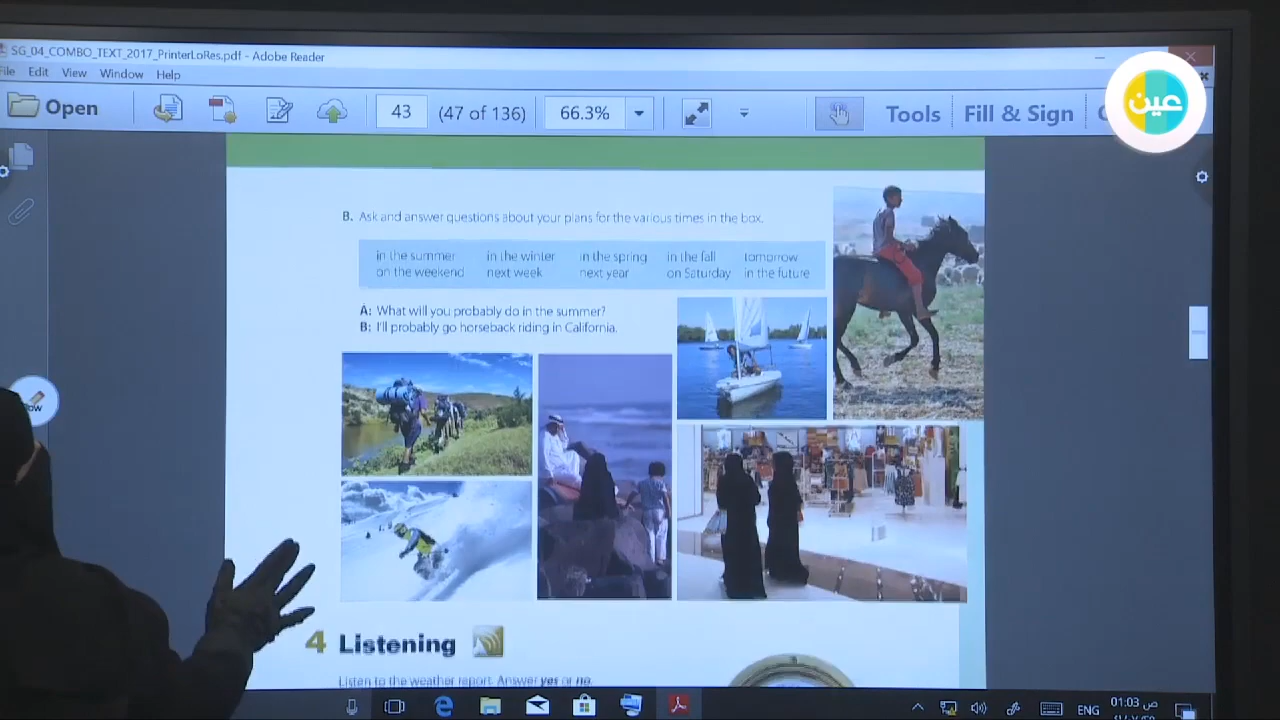 SG_04_COMBO_TEXT_2017_PrinterLoRes.pdf - Adobe Reader
File Edit View Window Help
Open 43 (47 of 136) 66.3% Tools Fill & Sign
عين
B. Ask and answer questions about your plans for the various times in the box.
in the summer in the winter in the spring in the fall tomorrow
on the weekend next week next year on Saturday in the future
A: What will you probably do in the summer?
B: I'll probably go horseback riding in California.
4 Listening
Listen to the weather report. Answer yes or no.
ENG 01:03 ص